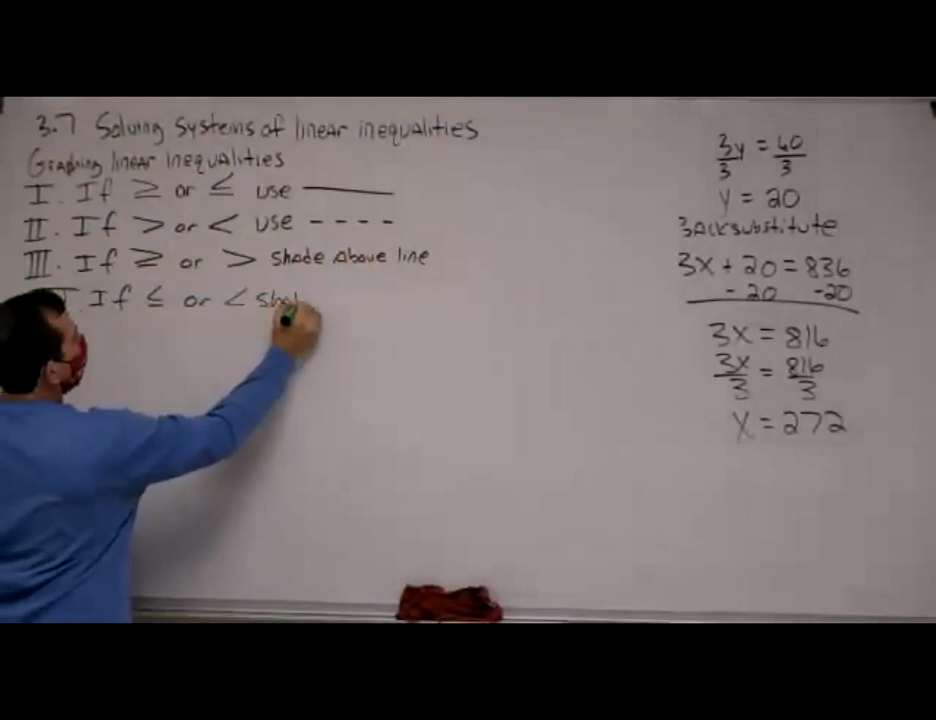 3.7 Solving Systems of linear inequalities
Graphing linear inequalities
I. If ≥ or ≤ use ———
II. If > or < use - - - -
III. If ≥ or > shade Above line
If ≤ or < sha
3y/3 = 60/3
y = 20
BAcksubstitute
3x + 20 = 836
- 20 -20
3x = 816
3x/3 = 816/3
x = 272